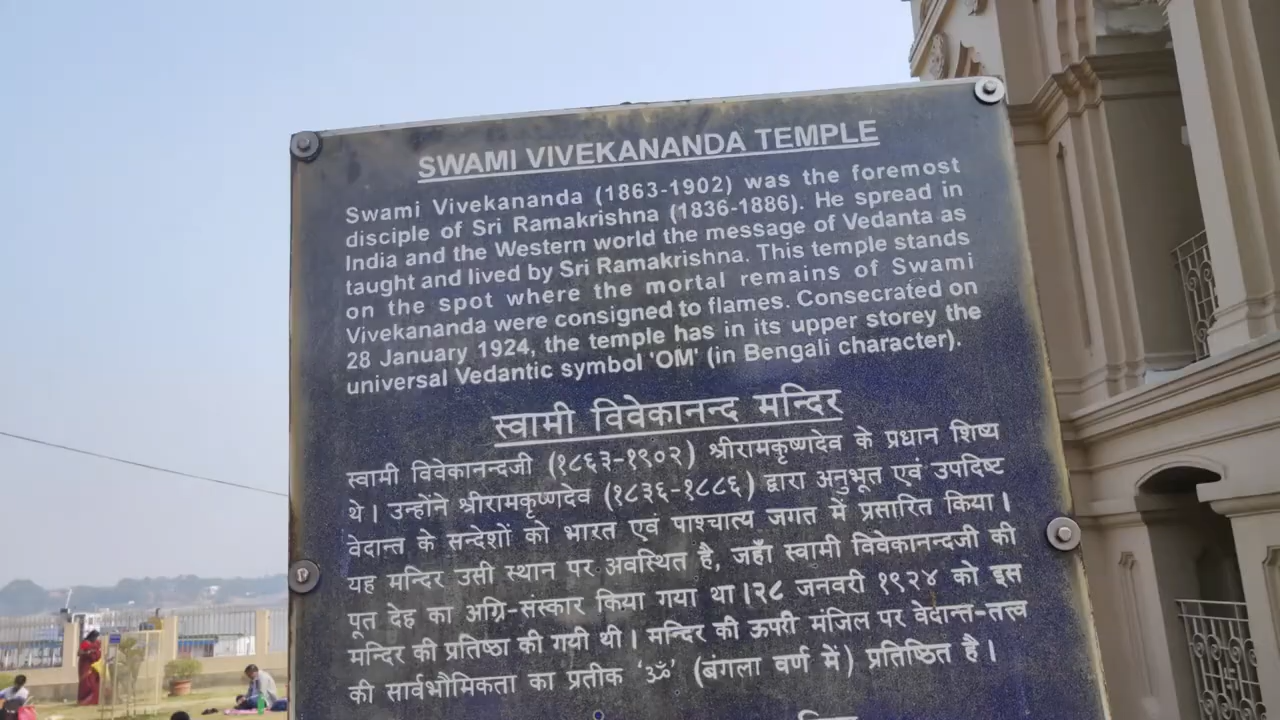 SWAMI VIVEKANANDA TEMPLE
Swami Vivekananda (1863-1902) was the foremost
disciple of Sri Ramakrishna (1836-1886). He spread in
India and the Western world the message of Vedanta as
taught and lived by Sri Ramakrishna. This temple stands
on the spot where the mortal remains of Swami
Vivekananda were consigned to flames. Consecrated on
28 January 1924, the temple has in its upper storey the
universal Vedantic symbol 'OM' (in Bengali character).
स्वामी विवेकानन्द मन्दिर
स्वामी विवेकानन्दजी (१८६३-१९०२) श्रीरामकृष्णदेव के प्रधान शिष्य
थे। उन्होंने श्रीरामकृष्णदेव (१८३६-१८८६) द्वारा अनुभूत एवं उपदिष्ट
वेदान्त के सन्देशों को भारत एवं पाश्चात्य जगत में प्रसारित किया।
यह मन्दिर उसी स्थान पर अवस्थित है, जहाँ स्वामी विवेकानन्दजी की
पूत देह का अग्नि-संस्कार किया गया था।२८ जनवरी १९२४ को इस
मन्दिर की प्रतिष्ठा की गयी थी। मन्दिर की ऊपरी मंजिल पर वेदान्त-तत्त्व
की सार्वभौमिकता का प्रतीक 'ॐ' (बंगला वर्ण में) प्रतिष्ठित है।